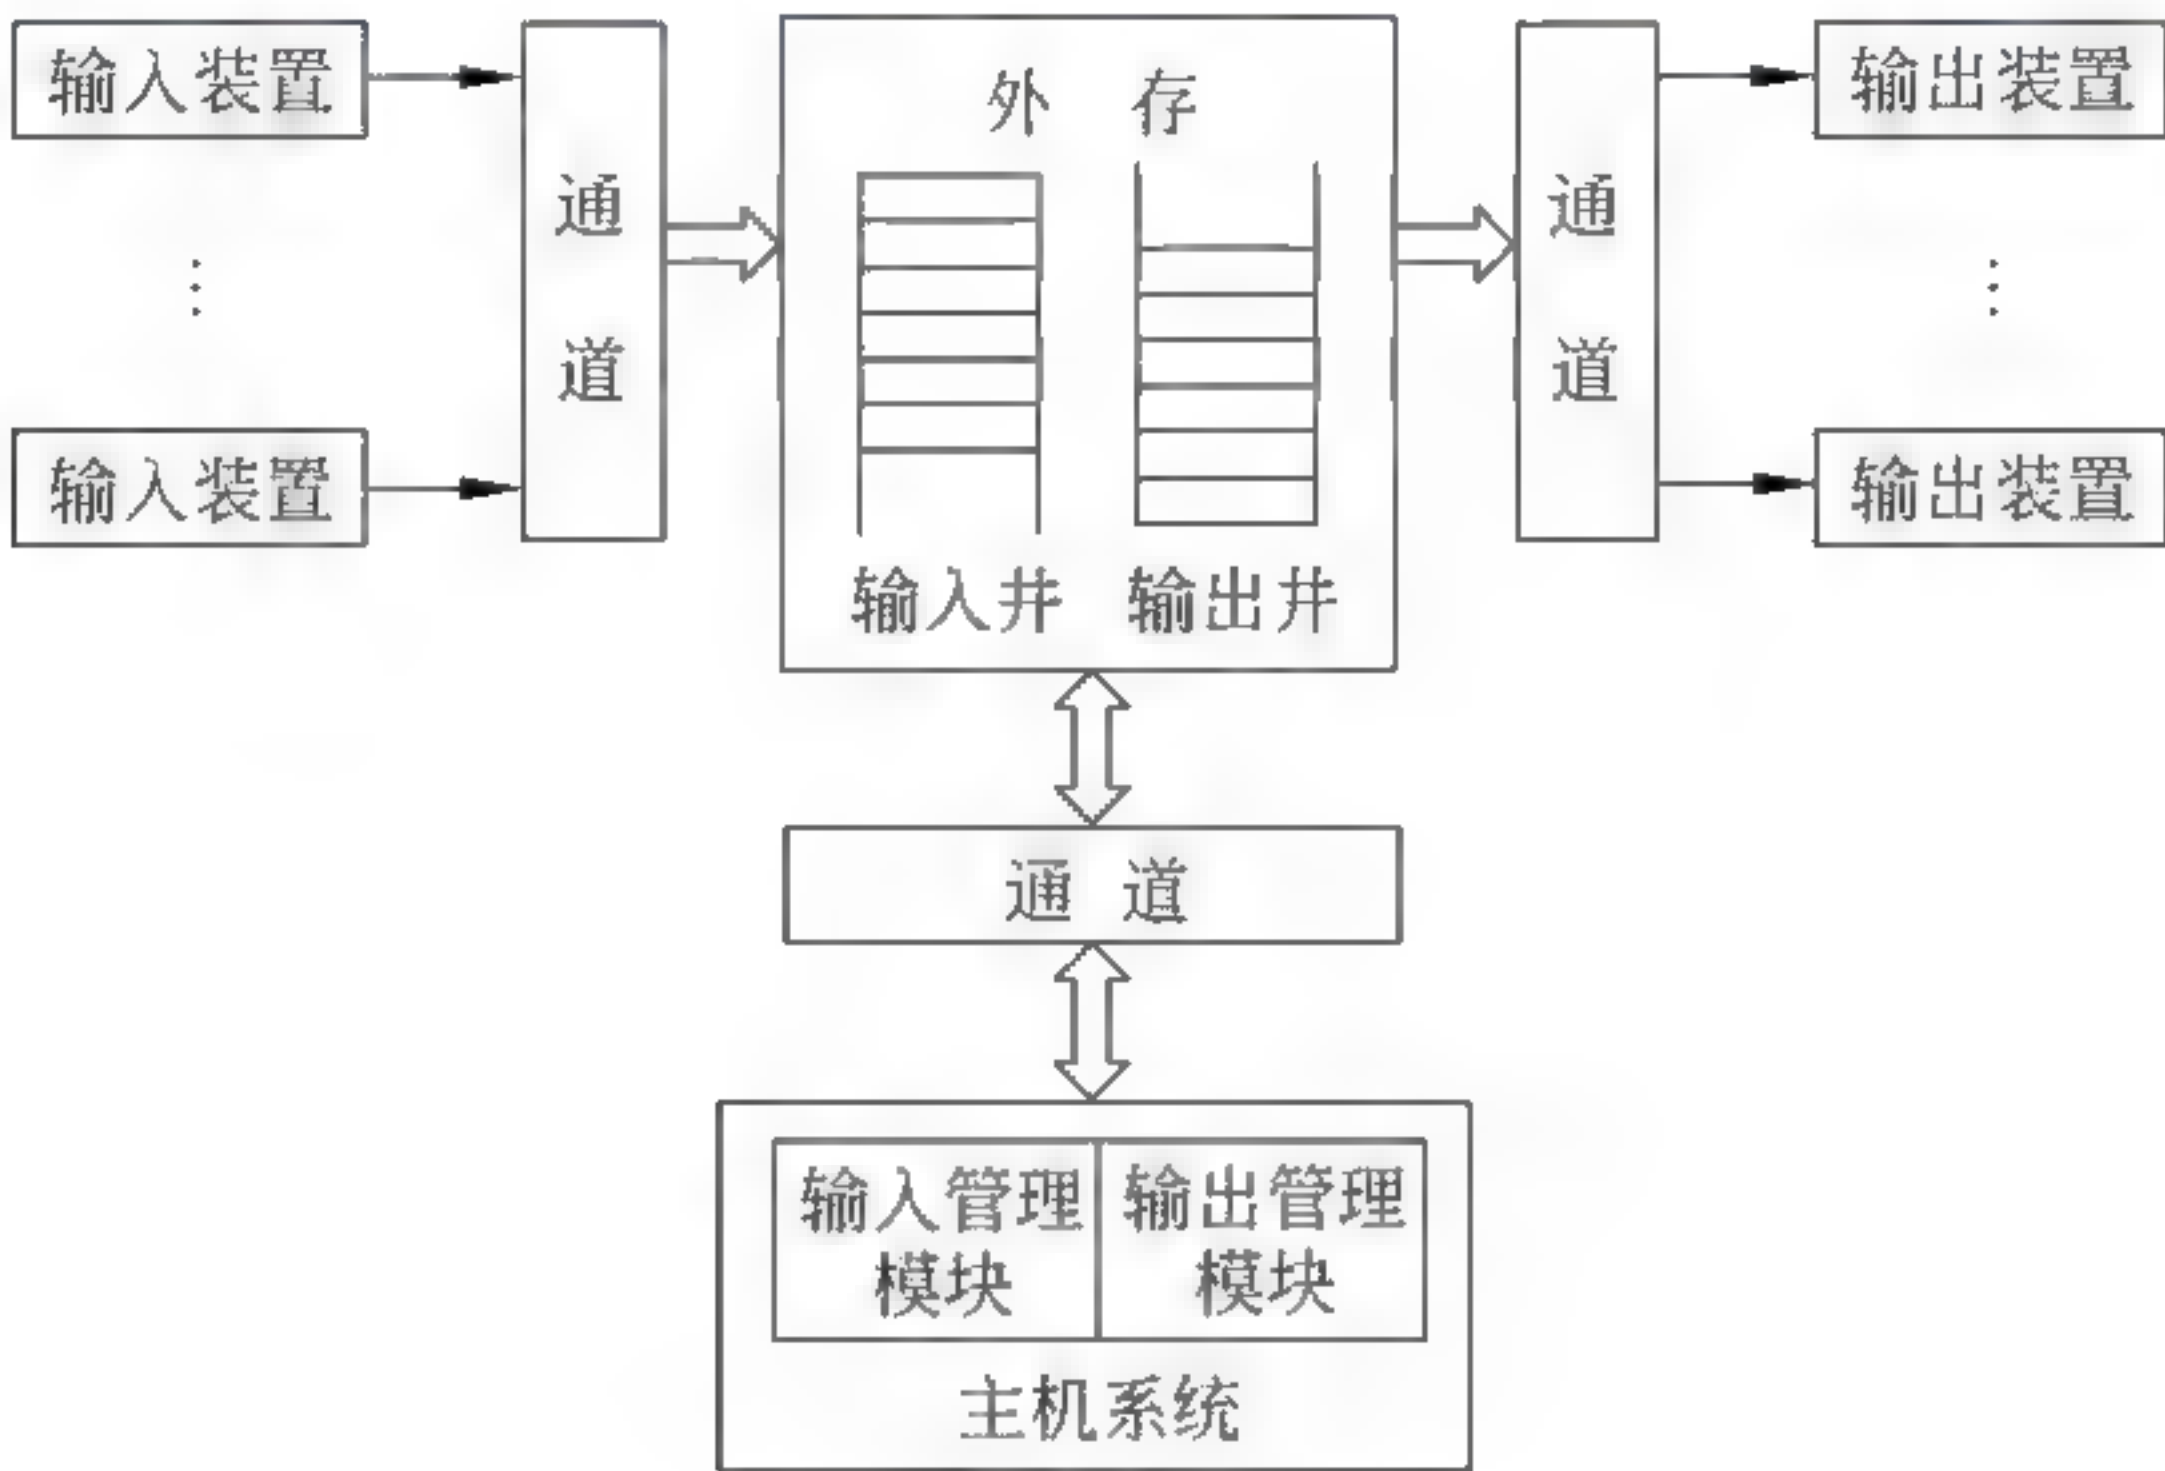 输入装置
通道
外 存
通道
输出装置
⋮
⋮
输入装置
输出装置
输入井
输出井
通 道
输入管理
模块
输出管理
模块
主机系统